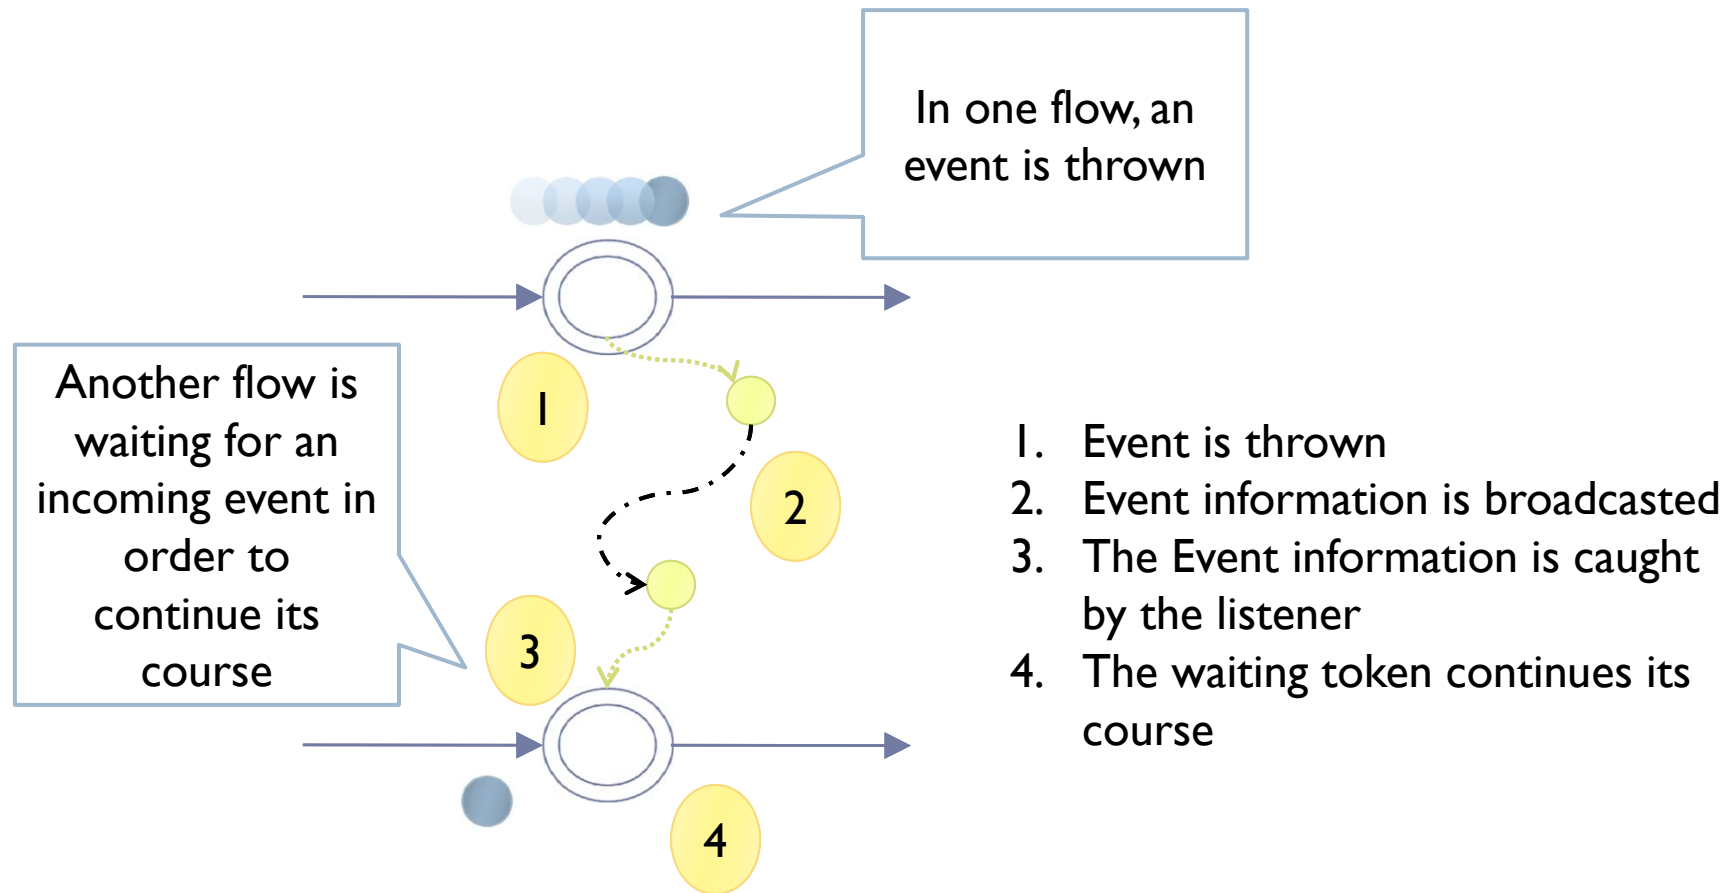 In one flow, an
event is thrown
Another flow is
waiting for an
incoming event in
order to
continue its
course
1
2
3
4
1. Event is thrown
2. Event information is broadcasted
3. The Event information is caught
by the listener
4. The waiting token continues its
course